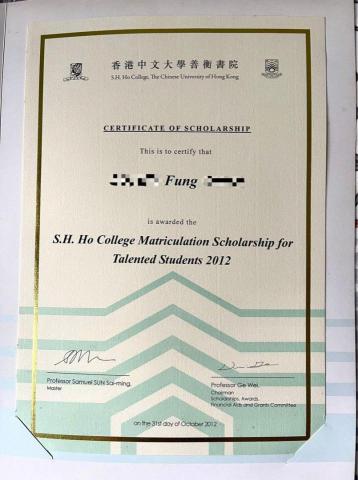 香港中文大學善衡書院
S.H. Ho College, The Chinese University of Hong Kong
CERTIFICATE OF SCHOLARSHIP
This is to certify that
Fung
is awarded the
S.H. Ho College Matriculation Scholarship for
Talented Students 2012
Professor Samuel SUN Sai-ming, Professor Ge Wei,
Master Chairman
Scholarships, Awards,
Financial Aids and Grants Committee
on the 31st day of October 2012